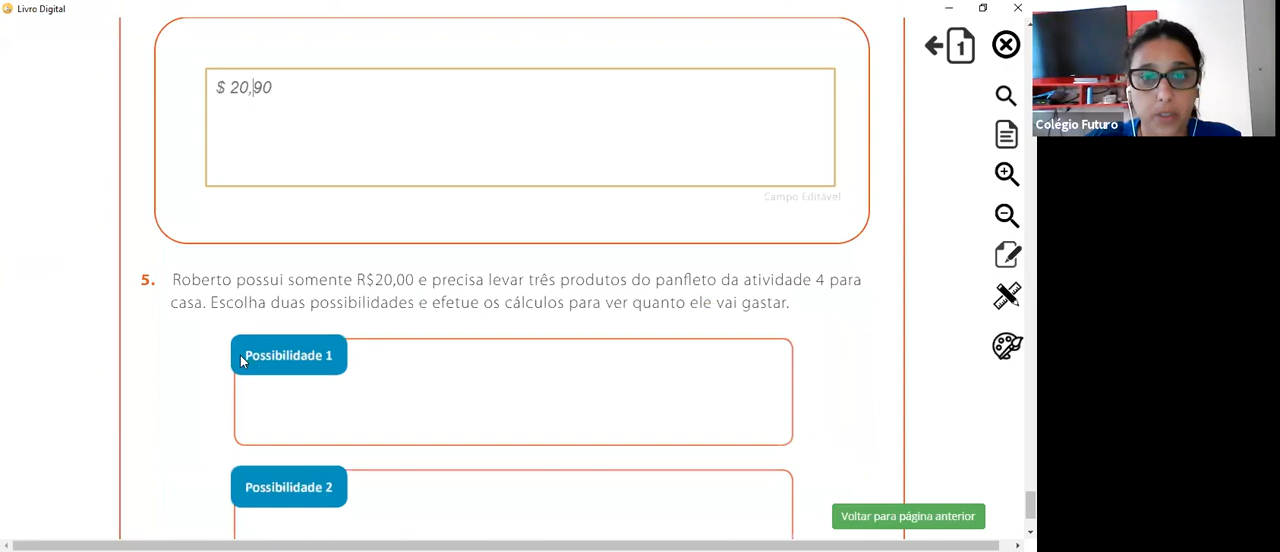 Livro Digital
$ 20,90
Campo Editável
5. Roberto possui somente R$20,00 e precisa levar três produtos do panfleto da atividade 4 para
casa. Escolha duas possibilidades e efetue os cálculos para ver quanto ele vai gastar.
Possibilidade 1
Possibilidade 2
Voltar para página anterior
1
Colégio Futuro